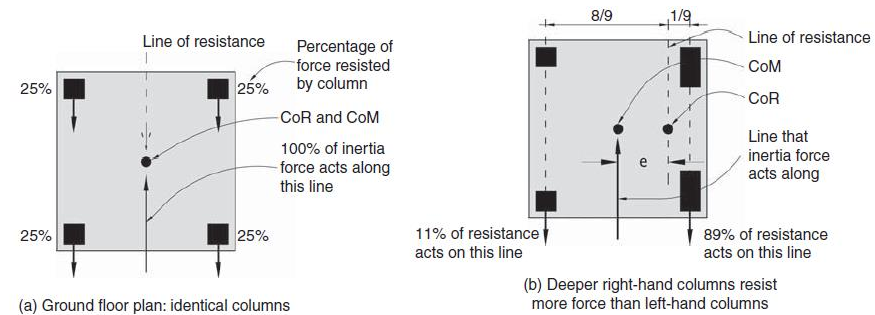 Line of resistance
Percentage of
force resisted
by column
25%
25%
CoR and CoM
100% of inertia
force acts along
this line
25%
25%
(a) Ground floor plan: identical columns
8/9
1/9
Line of resistance
CoM
CoR
Line that
inertia force
acts along
e
11% of resistance
acts on this line
89% of resistance
acts on this line
(b) Deeper right-hand columns resist
more force than left-hand columns